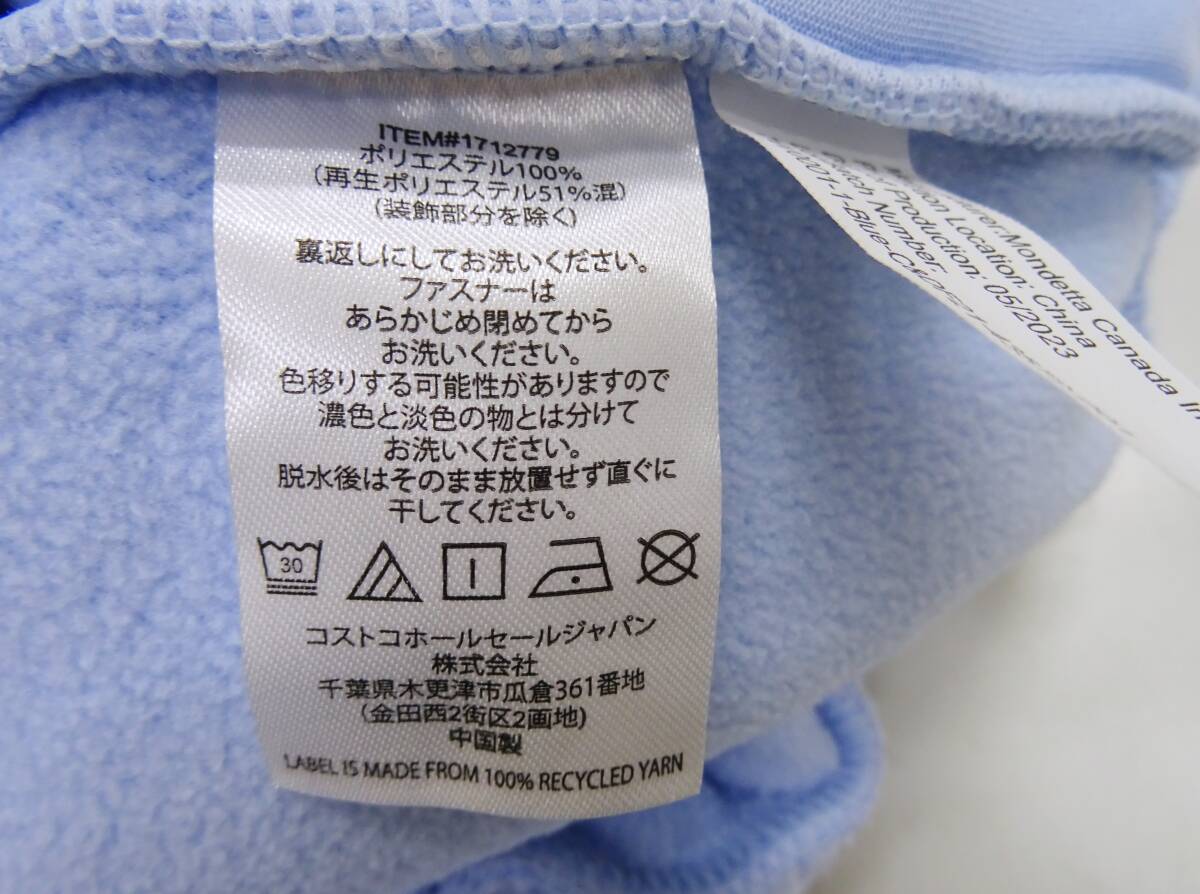 ITEM#1712779
ポリエステル100%
(再生ポリエステル51%混)
(装飾部分を除く)
裏返しにしてお洗いください。
ファスナーは
あらかじめ閉めてから
お洗いください。
色移りする可能性がありますので
濃色と淡色の物とは分けて
お洗いください。
脱水後はそのまま放置せず直ぐに
干してください。
30
コストコホールセールジャパン
株式会社
千葉県木更津市瓜倉361番地
(金田西2街区2画地)
中国製
LABEL IS MADE FROM 100% RECYCLED YARN
Mondetta Canada
Location: China
Production: 05/2023
Number: